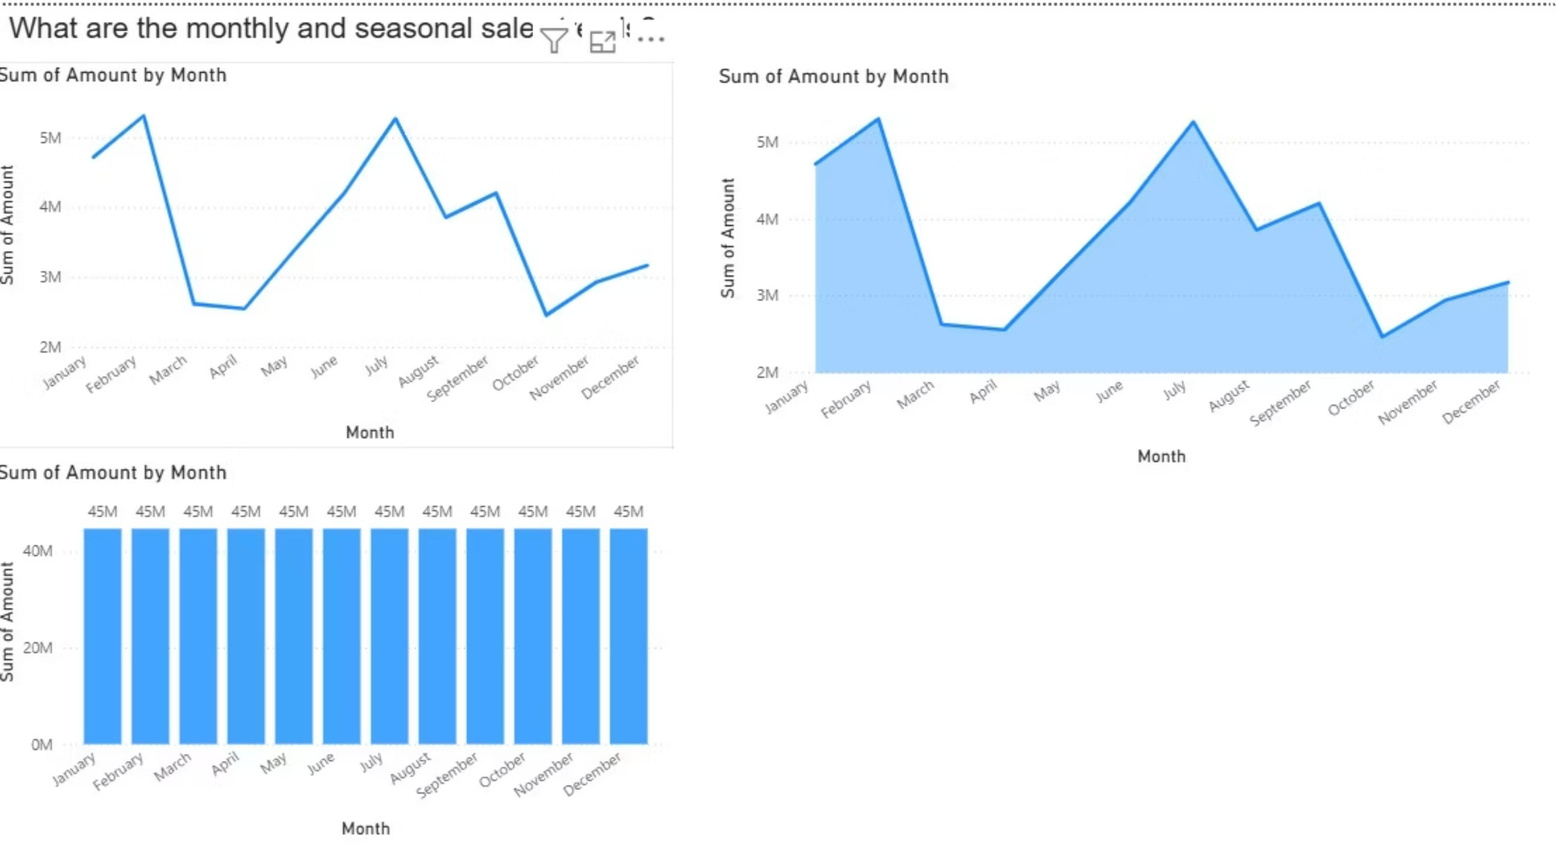 What are the monthly and seasonal sale
Sum of Amount by Month
Sum of Amount
5M
4M
3M
2M
January February March April May June July August September October November December
Month
Sum of Amount by Month
Sum of Amount
5M
4M
3M
2M
January February March April May June July August September October November December
Month
Sum of Amount by Month
Sum of Amount
45M 45M 45M 45M 45M 45M 45M 45M 45M 45M 45M 45M
40M
20M
0M
January February March April May June July August September October November December
Month